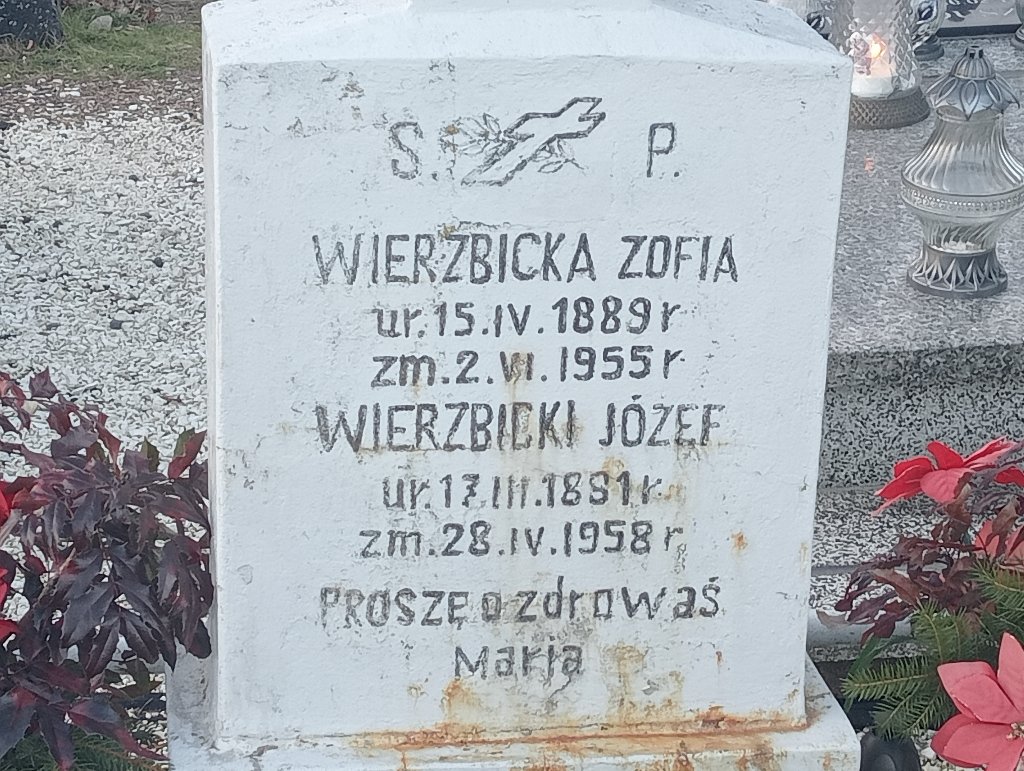 S. P.
WIERZBICKA ZOFIA
ur. 15. IV. 1889 r
zm. 2. VI. 1955 r
WIERZBICKI JÓZEF
ur. 17 III. 1881 r.
zm. 28. IV. 1958 r.
PROSZĘ o zdrowaś
Marja